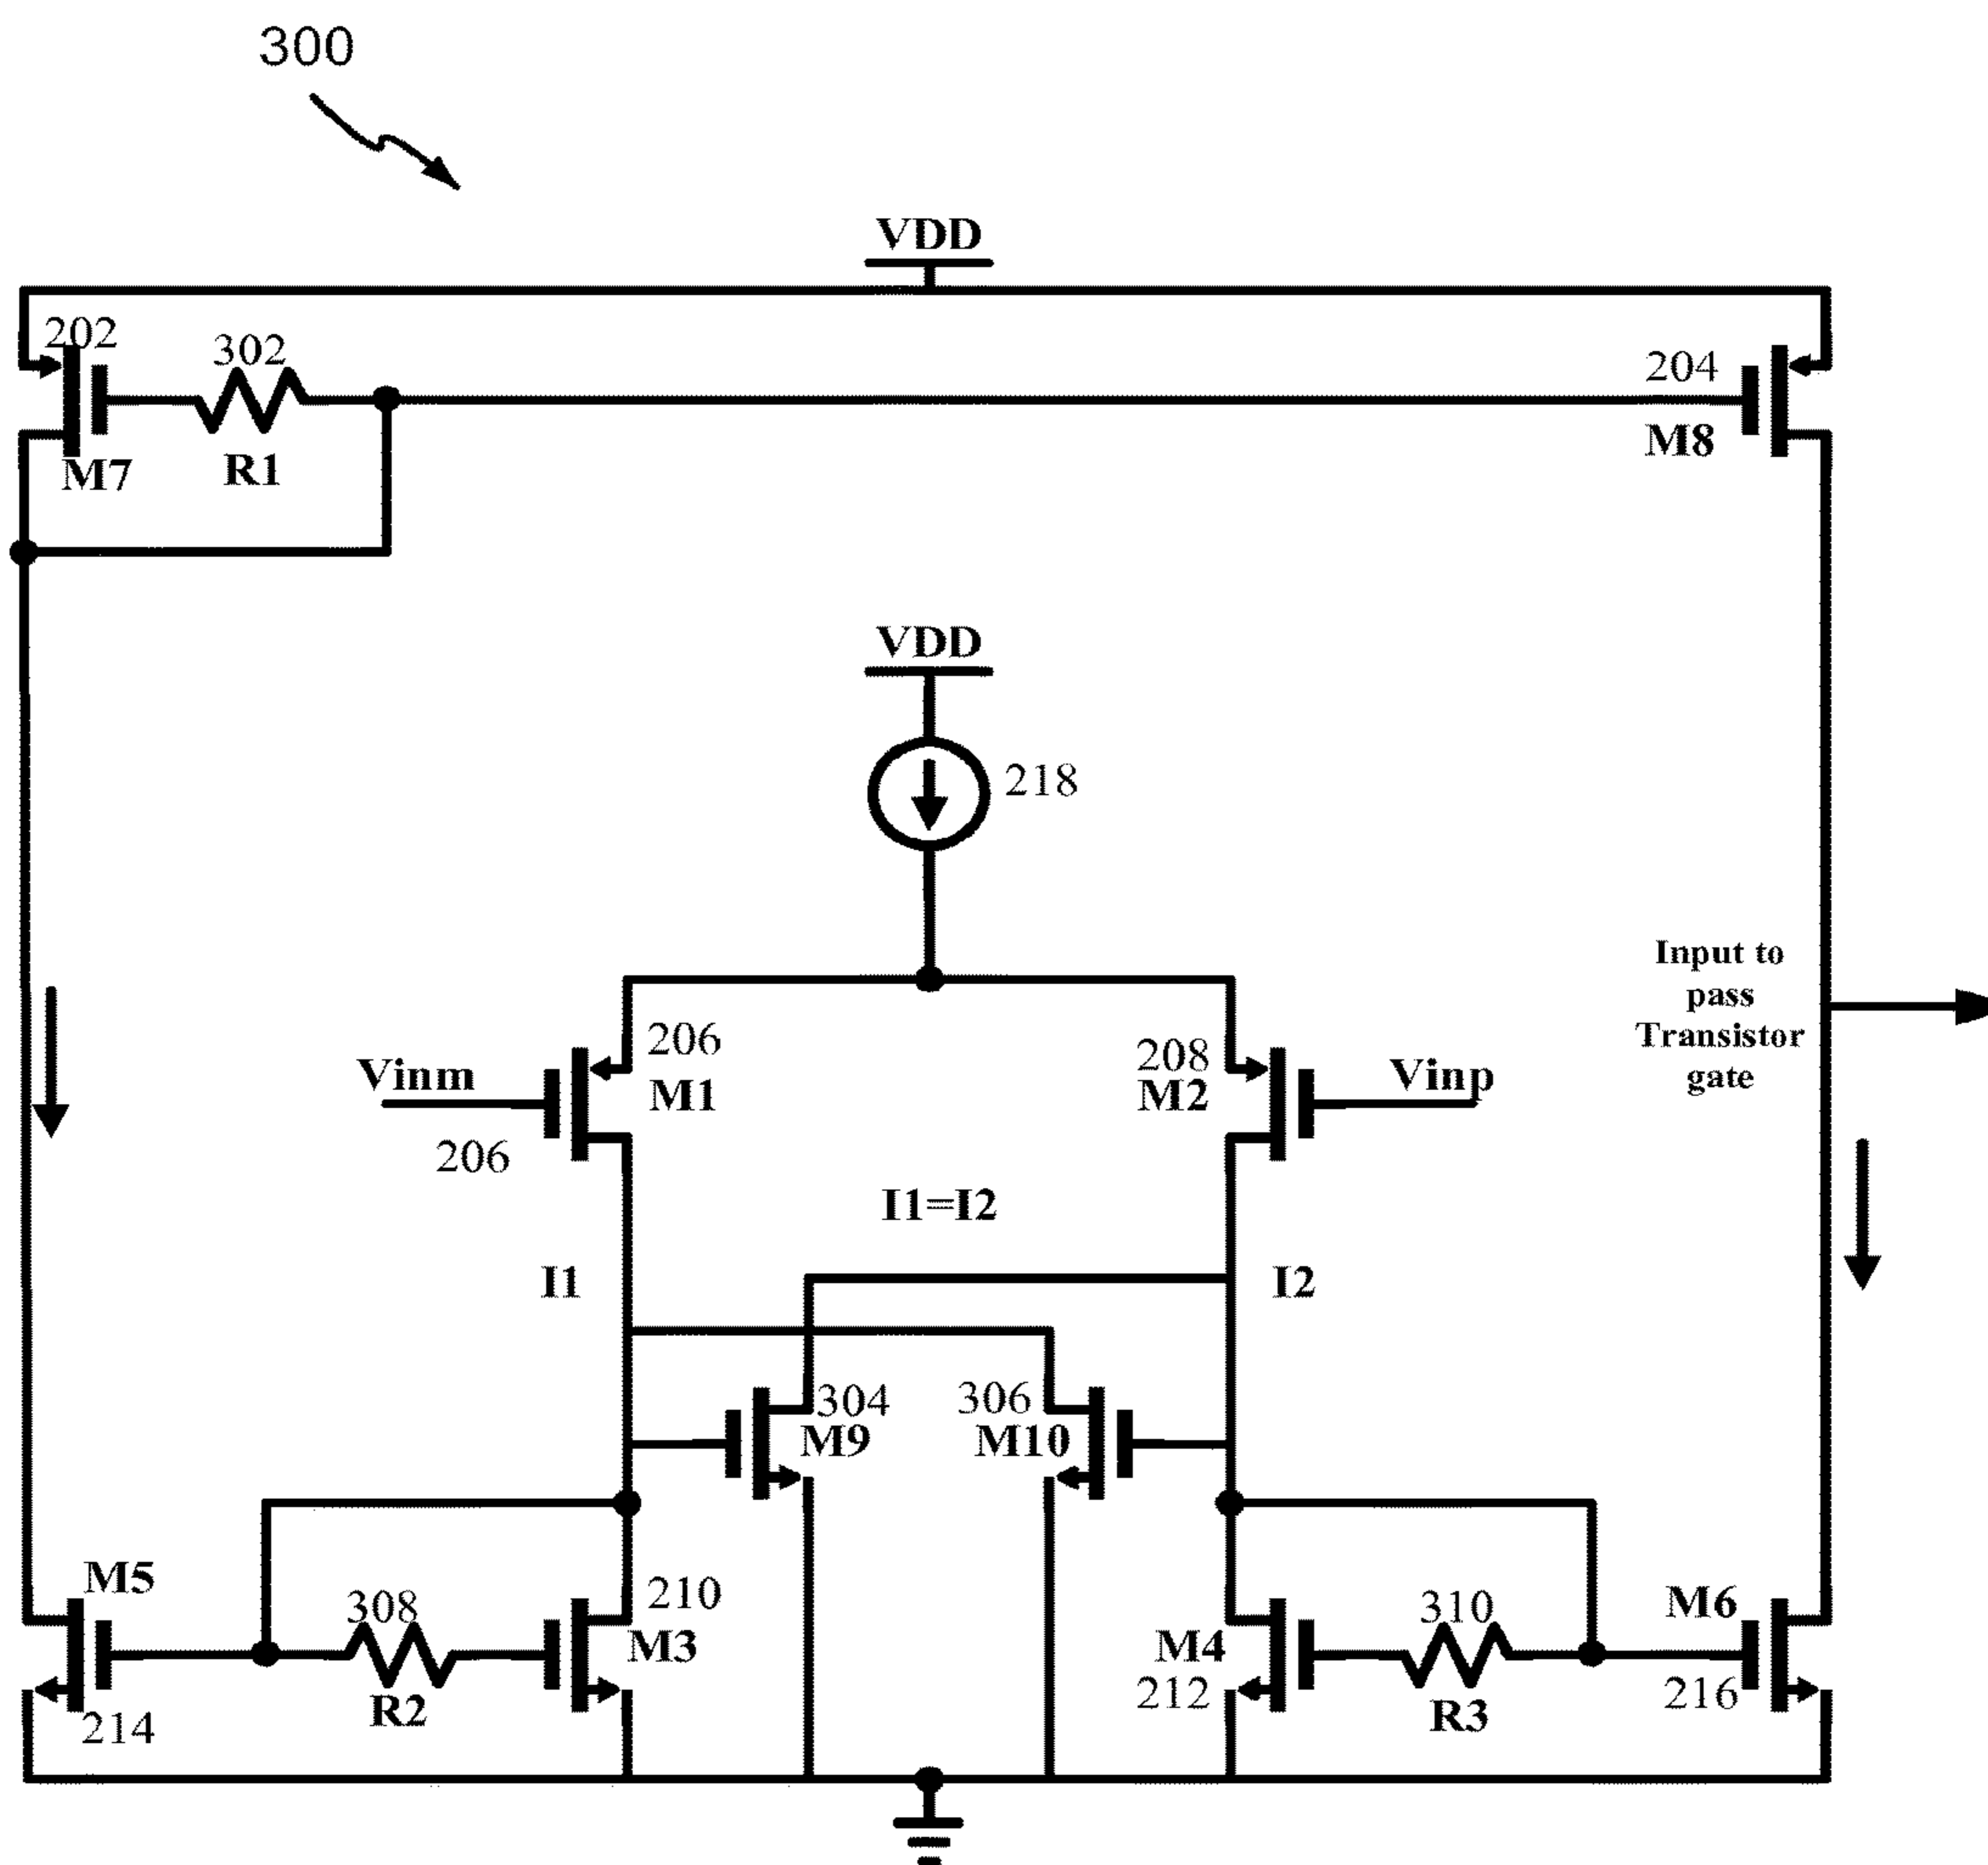 300
VDD
202
302
204
M7
R1
M8
VDD
218
Input to
pass
Transistor
gate
Vinm
206
M1
206
208
M2
Vinp
I1=I2
I1
I2
304
M9
306
M10
M5
214
308
R2
210
M3
M4
212
310
R3
M6
216